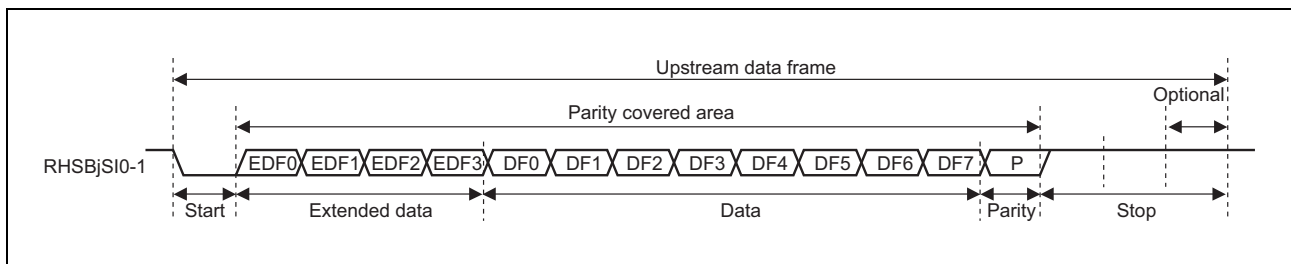 Upstream data frame
Optional
Parity covered area
RHSBjSI0-1
EDF0 EDF1 EDF2 EDF3 DF0 DF1 DF2 DF3 DF4 DF5 DF6 DF7 P
Start Extended data Data Parity Stop